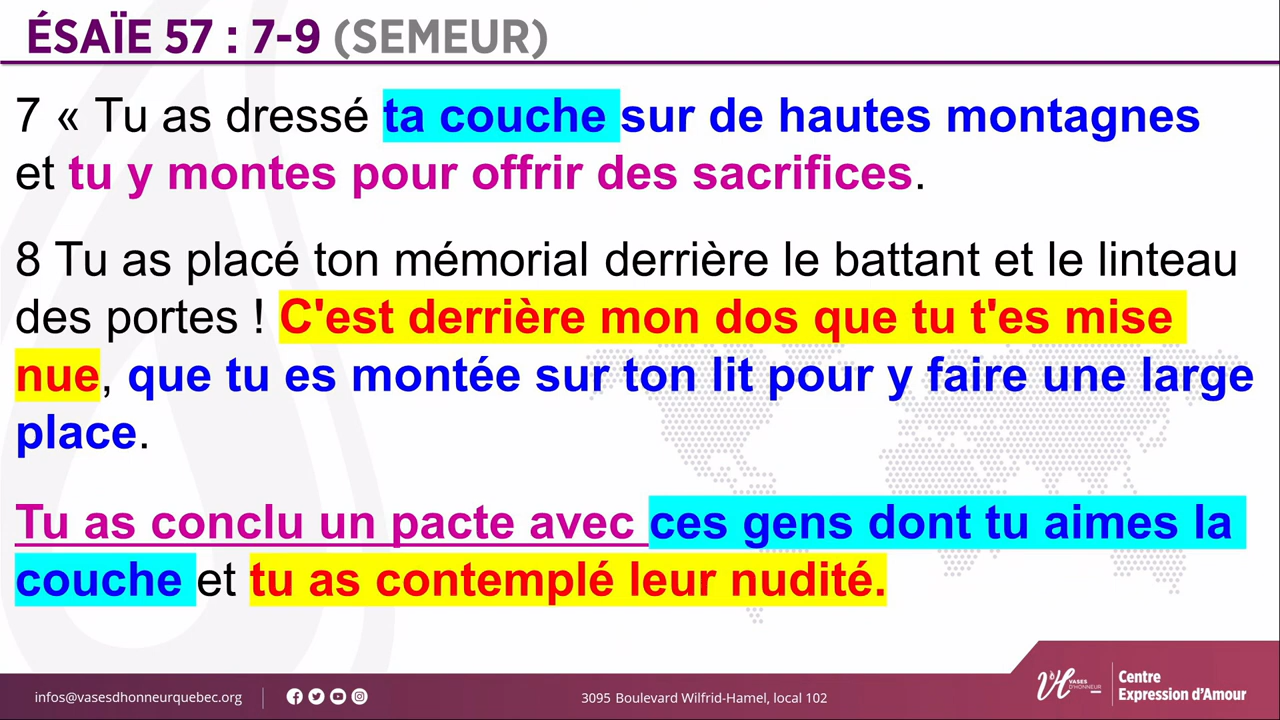 ÉSAÏE 57 : 7-9 (SEMEUR)
7 « Tu as dressé ta couche sur de hautes montagnes
et tu y montes pour offrir des sacrifices.
8 Tu as placé ton mémorial derrière le battant et le linteau
des portes ! C'est derrière mon dos que tu t'es mise
nue, que tu es montée sur ton lit pour y faire une large
place.
Tu as conclu un pacte avec ces gens dont tu aimes la
couche et tu as contemplé leur nudité.
infos@vasesdhonneurquebec.org
3095 Boulevard Wilfrid-Hamel, local 102
VASES
D'HONNEUR
Centre
Expression d'Amour